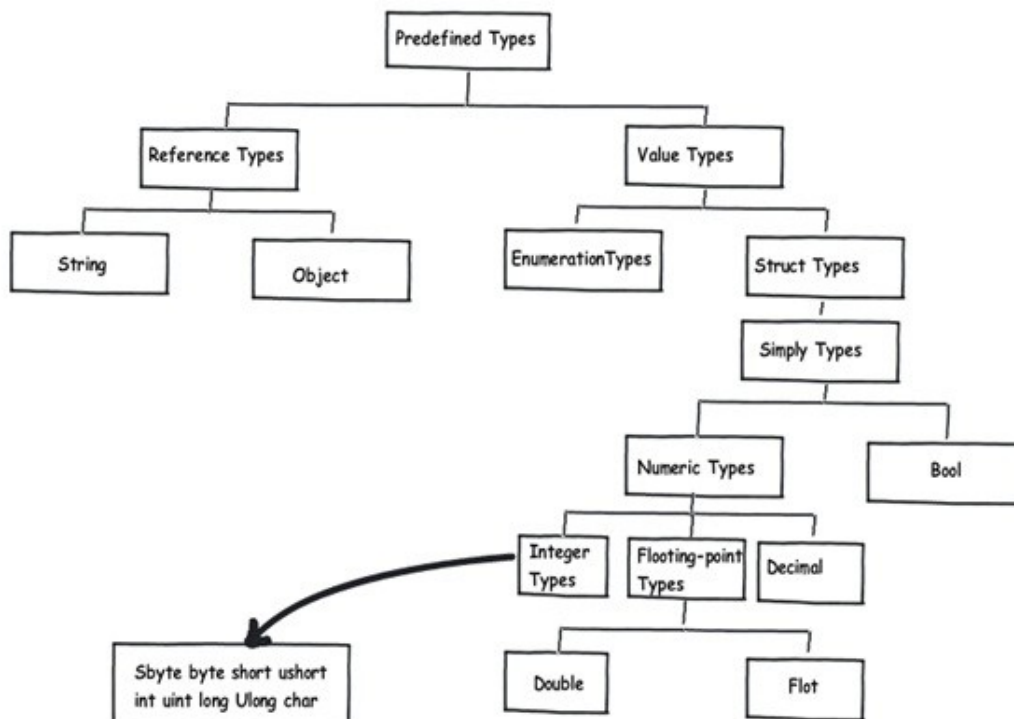 Predefined Types
Reference Types
Value Types
String
Object
EnumerationTypes
Struct Types
Simply Types
Numeric Types
Bool
Integer
Types
Flooting-point
Types
Decimal
Sbyte byte short ushort
int uint long Ulong char
Double
Flot